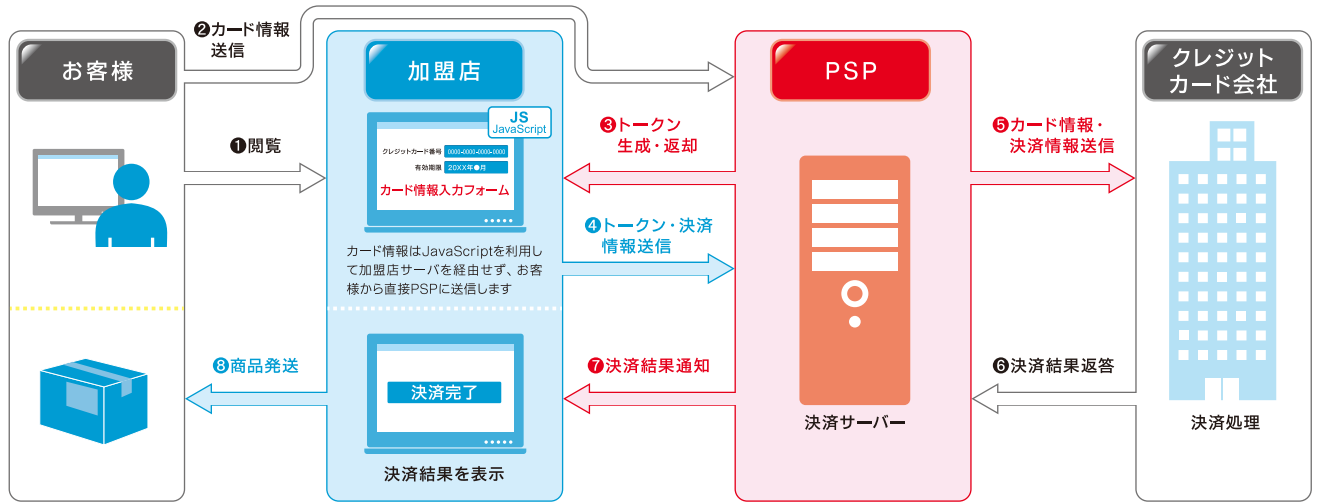 お客様
❶閲覧
❷カード情報
送信
加盟店
JS
JavaScript
クレジットカード番号 0000-0000-0000-0000
有効期限 20XX年●月
カード情報入力フォーム
カード情報はJavaScriptを利用し
て加盟店サーバを経由せず、お客
様から直接PSPに送信します
❸トークン
生成・返却
❹トークン・決済
情報送信
PSP
決済サーバー
❺カード情報・
決済情報送信
クレジット
カード会社
決済処理
❻決済結果返答
❼決済結果通知
決済完了
決済結果を表示
❽商品発送